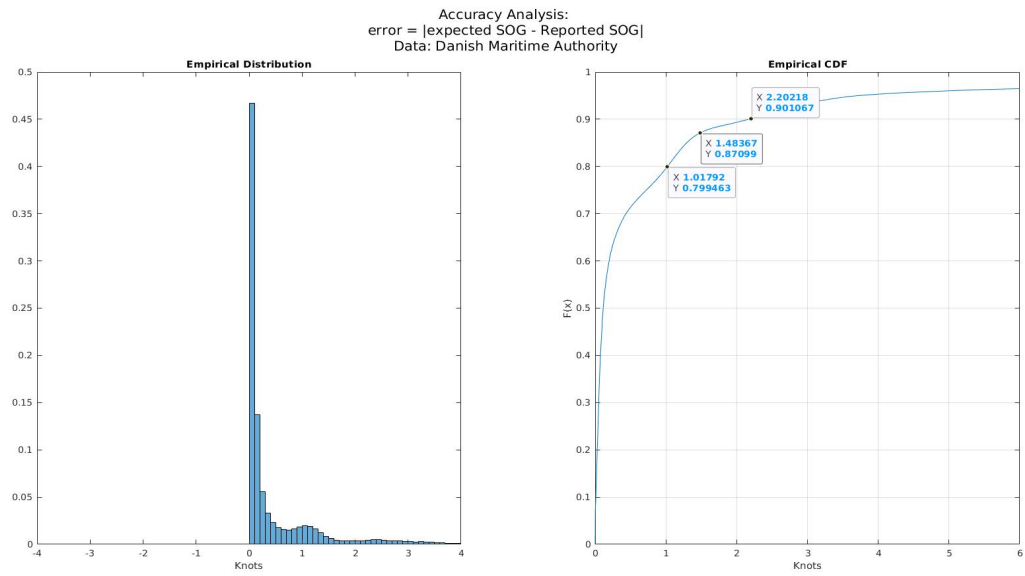 Accuracy Analysis:
error = |expected SOG - Reported SOG|
Data: Danish Maritime Authority
Empirical Distribution
0.5
0.45
0.4
0.35
0.3
0.25
0.2
0.15
0.1
0.05
0
-4 -3 -2 -1 0 1 2 3 4
Knots
Empirical CDF
F(x)
1
0.9
0.8
0.7
0.6
0.5
0.4
0.3
0.2
0.1
0
X 2.20218
Y 0.901067
X 1.48367
Y 0.87099
X 1.01792
Y 0.799463
0 1 2 3 4 5 6
Knots